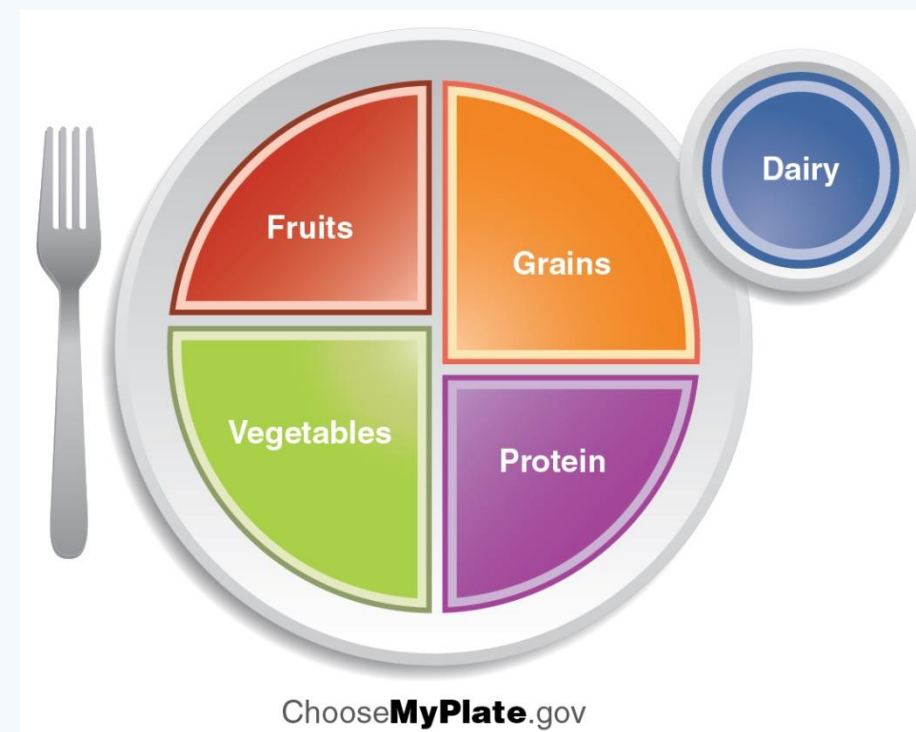 Dairy
Fruits
Grains
Vegetables
Protein
ChooseMyPlate.gov